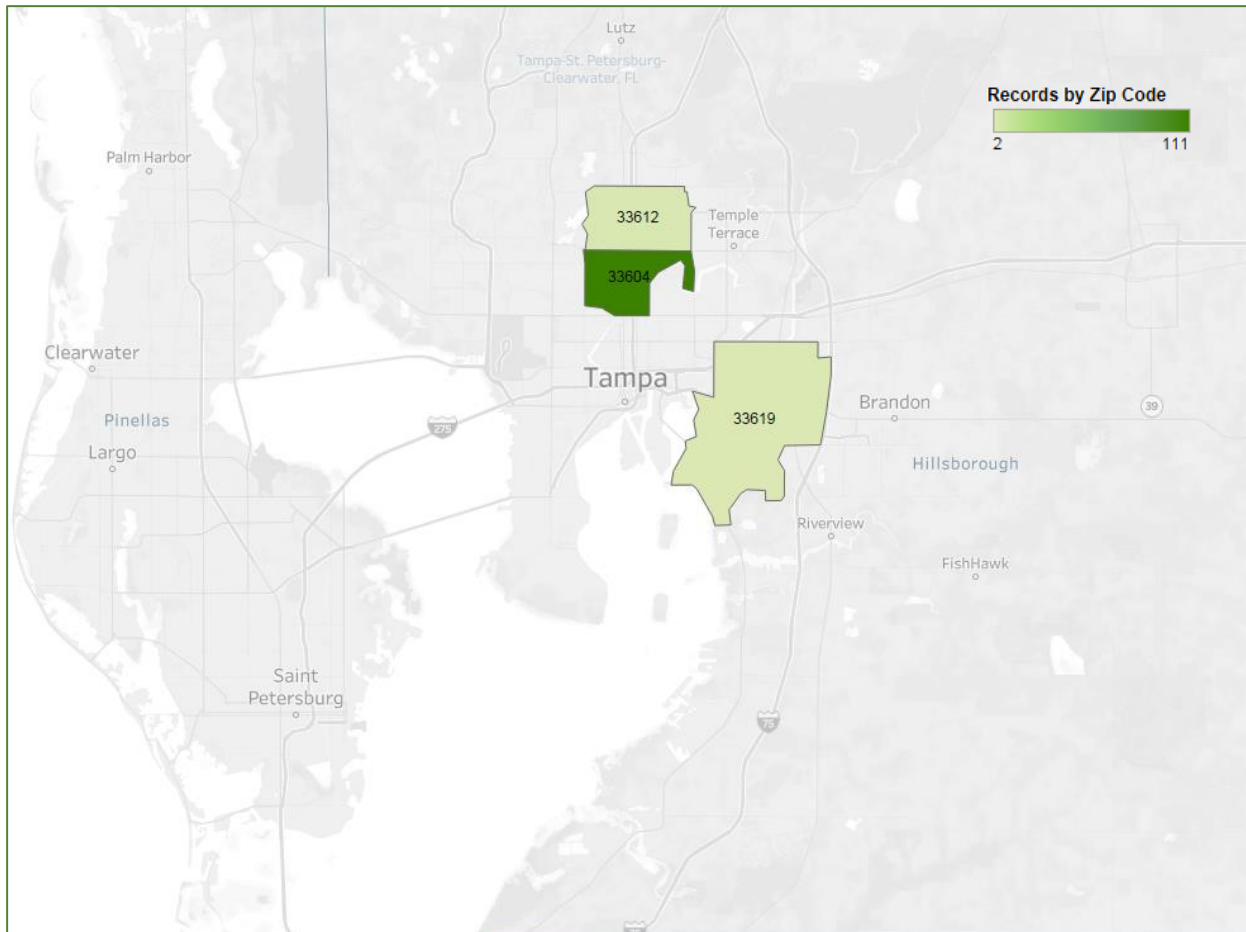 Lutz
Tampa-St. Petersburg-
Clearwater, FL
Records by Zip Code
2
111
Palm Harbor
33612
Temple
Terrace
33604
Clearwater
Tampa
Brandon
39
Pinellas
33619
275
Largo
Hillsborough
Riverview
FishHawk
Saint
Petersburg
75